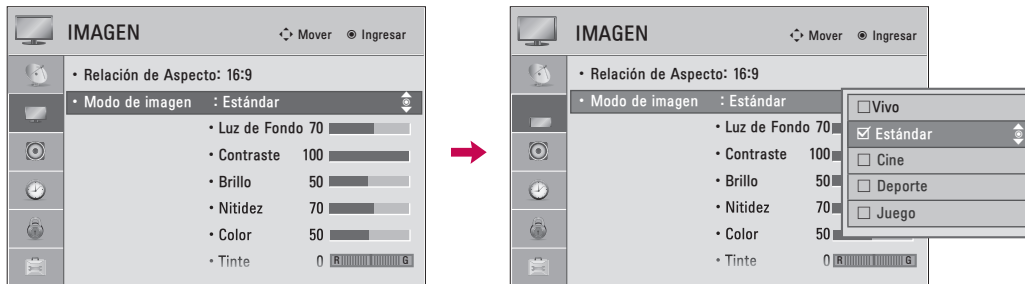 IMAGEN Mover Ingresar
• Relación de Aspecto: 16:9
• Modo de imagen : Estándar
• Luz de Fondo 70
• Contraste 100
• Brillo 50
• Nitidez 70
• Color 50
• Tinte 0 R G
IMAGEN Mover Ingresar
• Relación de Aspecto: 16:9
• Modo de imagen : Estándar
• Luz de Fondo 70
• Contraste 100
• Brillo 50
• Nitidez 70
• Color 50
• Tinte 0 R G
Vivo
Estándar
Cine
Deporte
Juego